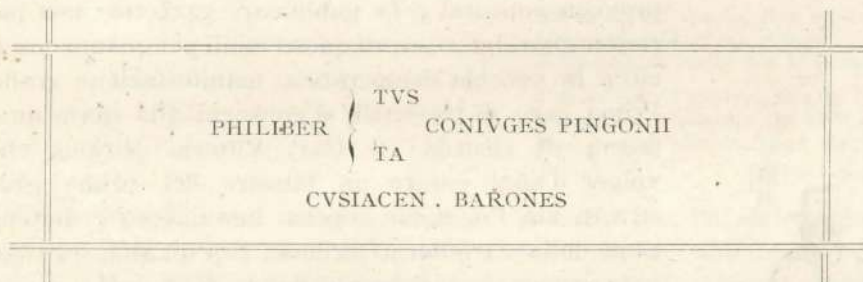 TVS
PHILIBER { CONIVGES PINGONII
TA
CVSIACEN . BARONES